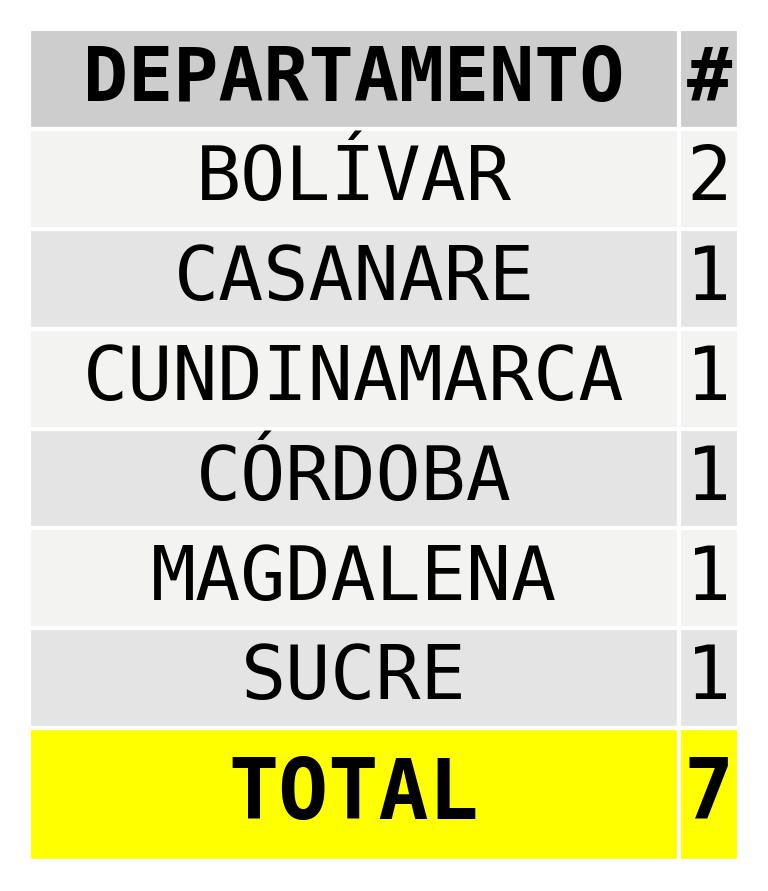 DEPARTAMENTO #
BOLÍVAR 2
CASANARE 1
CUNDINAMARCA 1
CÓRDOBA 1
MAGDALENA 1
SUCRE 1
TOTAL 7